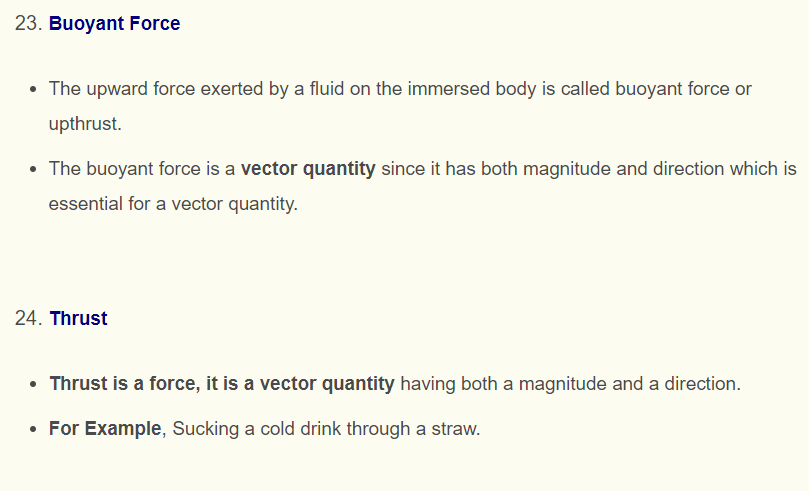 23. Buoyant Force
• The upward force exerted by a fluid on the immersed body is called buoyant force or
upthrust.
• The buoyant force is a vector quantity since it has both magnitude and direction which is
essential for a vector quantity.
24. Thrust
• Thrust is a force, it is a vector quantity having both a magnitude and a direction.
• For Example, Sucking a cold drink through a straw.